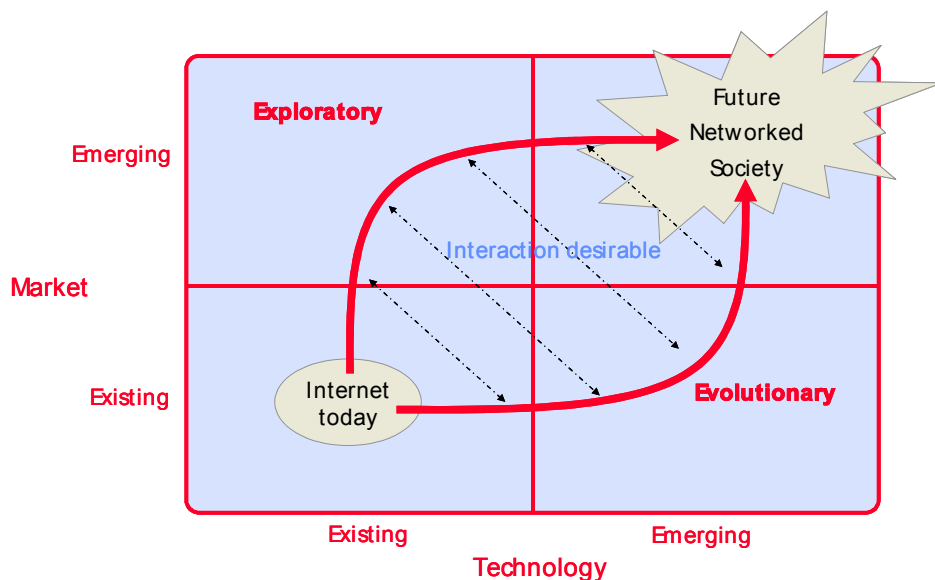 Future
Networked
Society
Exploratory
Emerging
Interaction desirable
Market
Internet
today
Existing
Evolutionary
Existing
Emerging
Technology